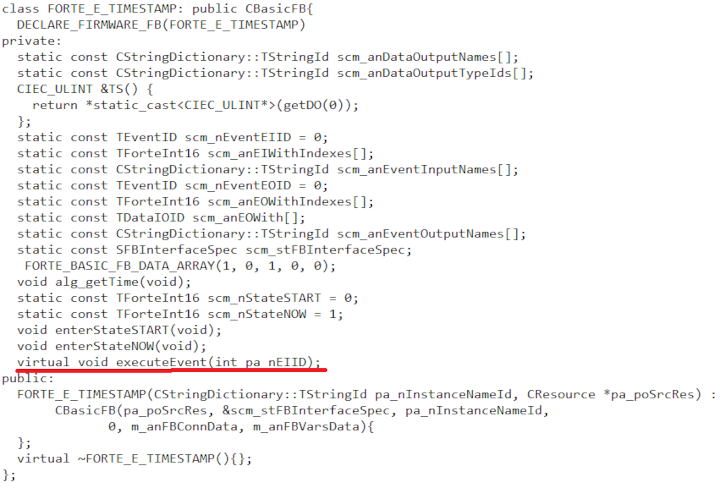 class FORTE_E_TIMESTAMP: public CBasicFB{
DECLARE_FIRMWARE_FB(FORTE_E_TIMESTAMP)
private:
static const CStringDictionary::TStringId scm_anDataOutputNames[];
static const CStringDictionary::TStringId scm_anDataOutputTypeIds[];
CIEC_ULINT &TS() {
return *static_cast<CIEC_ULINT*>(getDO(0));
};
static const TEventID scm_nEventEIID = 0;
static const TForteInt16 scm_anEIWithIndexes[];
static const CStringDictionary::TStringId scm_anEventInputNames[];
static const TEventID scm_nEventEOID = 0;
static const TForteInt16 scm_anEOWithIndexes[];
static const TDataIOID scm_anEOWith[];
static const CStringDictionary::TStringId scm_anEventOutputNames[];
static const SFBInterfaceSpec scm_stFBInterfaceSpec;
FORTE_BASIC_FB_DATA_ARRAY(1, 0, 1, 0, 0);
void alg_getTime(void);
static const TForteInt16 scm_nStateSTART = 0;
static const TForteInt16 scm_nStateNOW = 1;
void enterStateSTART(void);
void enterStateNOW(void);
virtual void executeEvent(int pa_nEIID);
public:
FORTE_E_TIMESTAMP(CStringDictionary::TStringId pa_nInstanceNameId, CResource *pa_poSrcRes) :
CBasicFB(pa_poSrcRes, &scm_stFBInterfaceSpec, pa_nInstanceNameId,
0, m_anFBConnData, m_anFBVarsData){
};
virtual ~FORTE_E_TIMESTAMP(){};
};